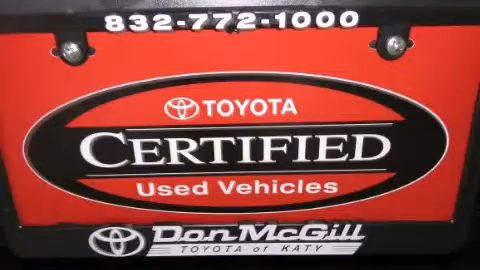 832-772-1000
TOYOTA
CERTIFIED
Used Vehicles
Don McGill
TOYOTA of KATY